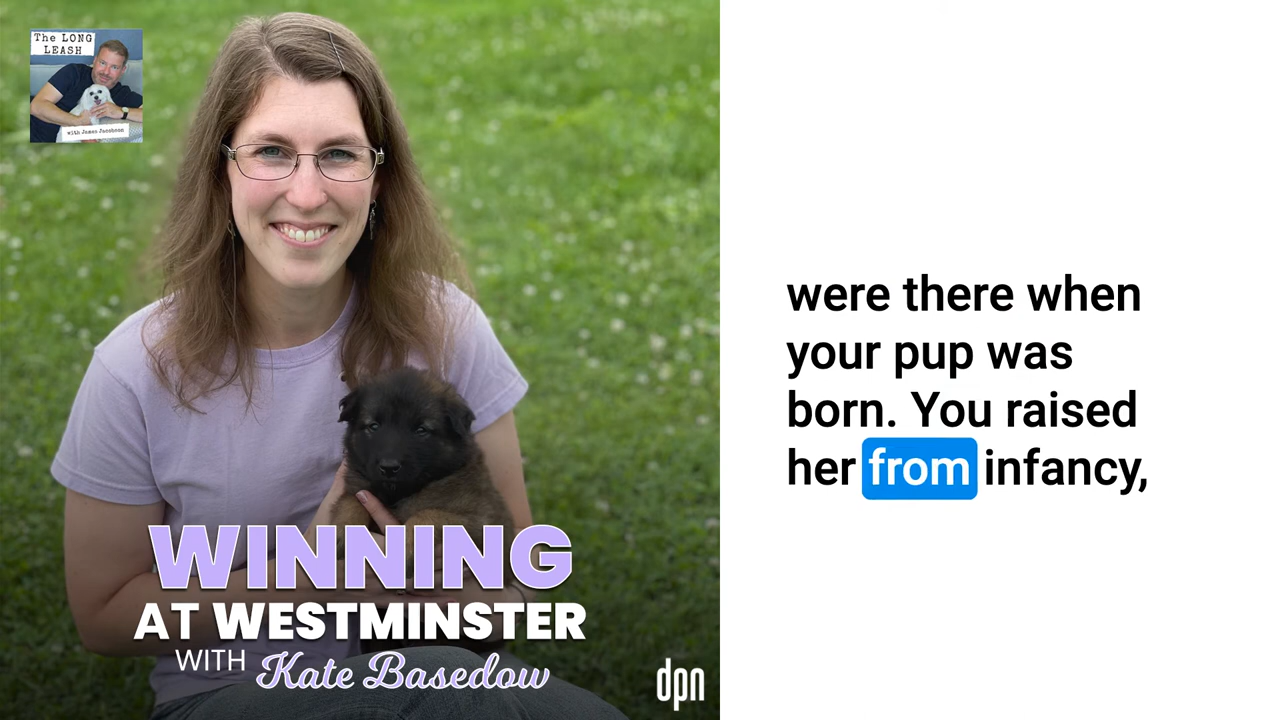 The LONG
LEASH
with James Jacobson
WINNING
AT WESTMINSTER
WITH Kate Basedow
dpn
were there when
your pup was
born. You raised
her from infancy,